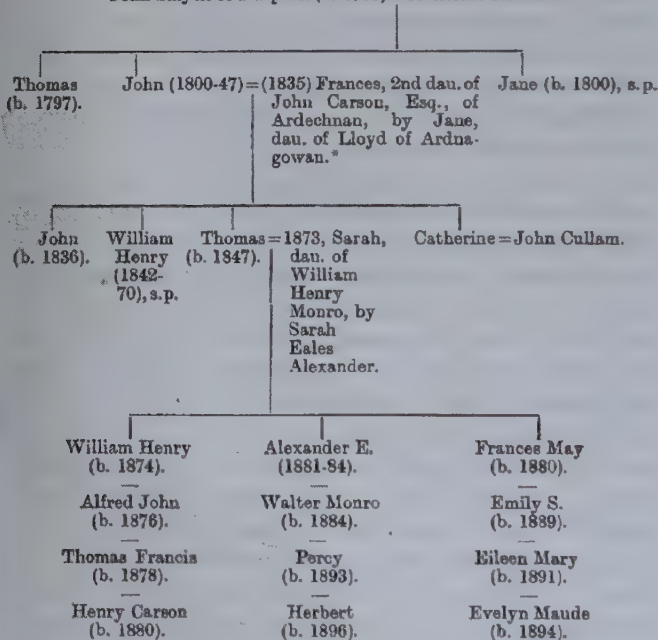 Thomas
(b. 1797).
John (1800-47)=(1835) Frances, 2nd dau. of
John Carson, Esq., of
Ardechnan, by Jane,
dau. of Lloyd of Ardna-
gowan.*
Jane (b. 1800), s.p.
John
(b. 1836).
William
Henry
(1842-
70), s.p.
Thomas=1873, Sarah,
(b. 1847). dau. of
William
Henry
Monro, by
Sarah
Eales
Alexander.
Catherine=John Cullam.
William Henry
(b. 1874).
Alfred John
(b. 1876).
Thomas Francis
(b. 1878).
Henry Carson
(b. 1880).
Alexander E.
(1881-84).
Walter Monro
(b. 1884).
Percy
(b. 1893).
Herbert
(b. 1896).
Frances May
(b. 1880).
Emily S.
(b. 1889).
Eileen Mary
(b. 1891).
Evelyn Maude
(b. 1894).